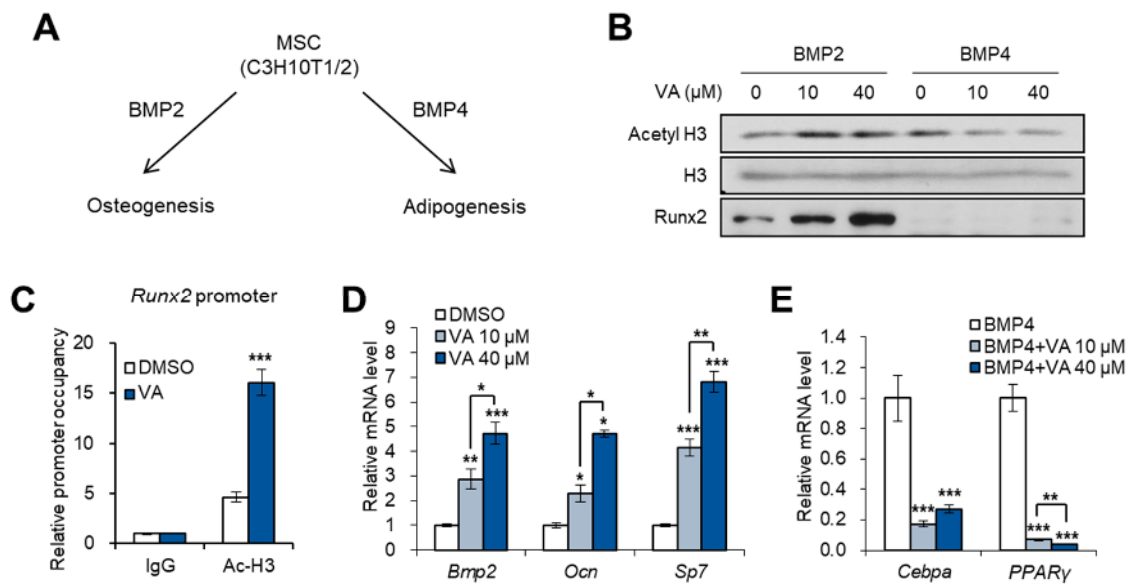 A
MSC
(C3H10T1/2)
BMP2
BMP4
Osteogenesis
Adipogenesis
B
BMP2 BMP4
VA (µM) 0 10 40 0 10 40
Acetyl H3
H3
Runx2
C
Runx2 promoter
Relative promoter occupancy
20
15
10
5
0
DMSO
VA
***
IgG Ac-H3
D
Relative mRNA level
9
8
7
6
5
4
3
2
1
0
DMSO
VA 10 µM
VA 40 µM
** * ***
* * *
*** ** ***
Bmp2 Ocn Sp7
E
Relative mRNA level
1.4
1.2
1.0
0.8
0.6
0.4
0.2
0.0
BMP4
BMP4+VA 10 µM
BMP4+VA 40 µM
*** ***
*** ** ***
Cebpa PPARγ